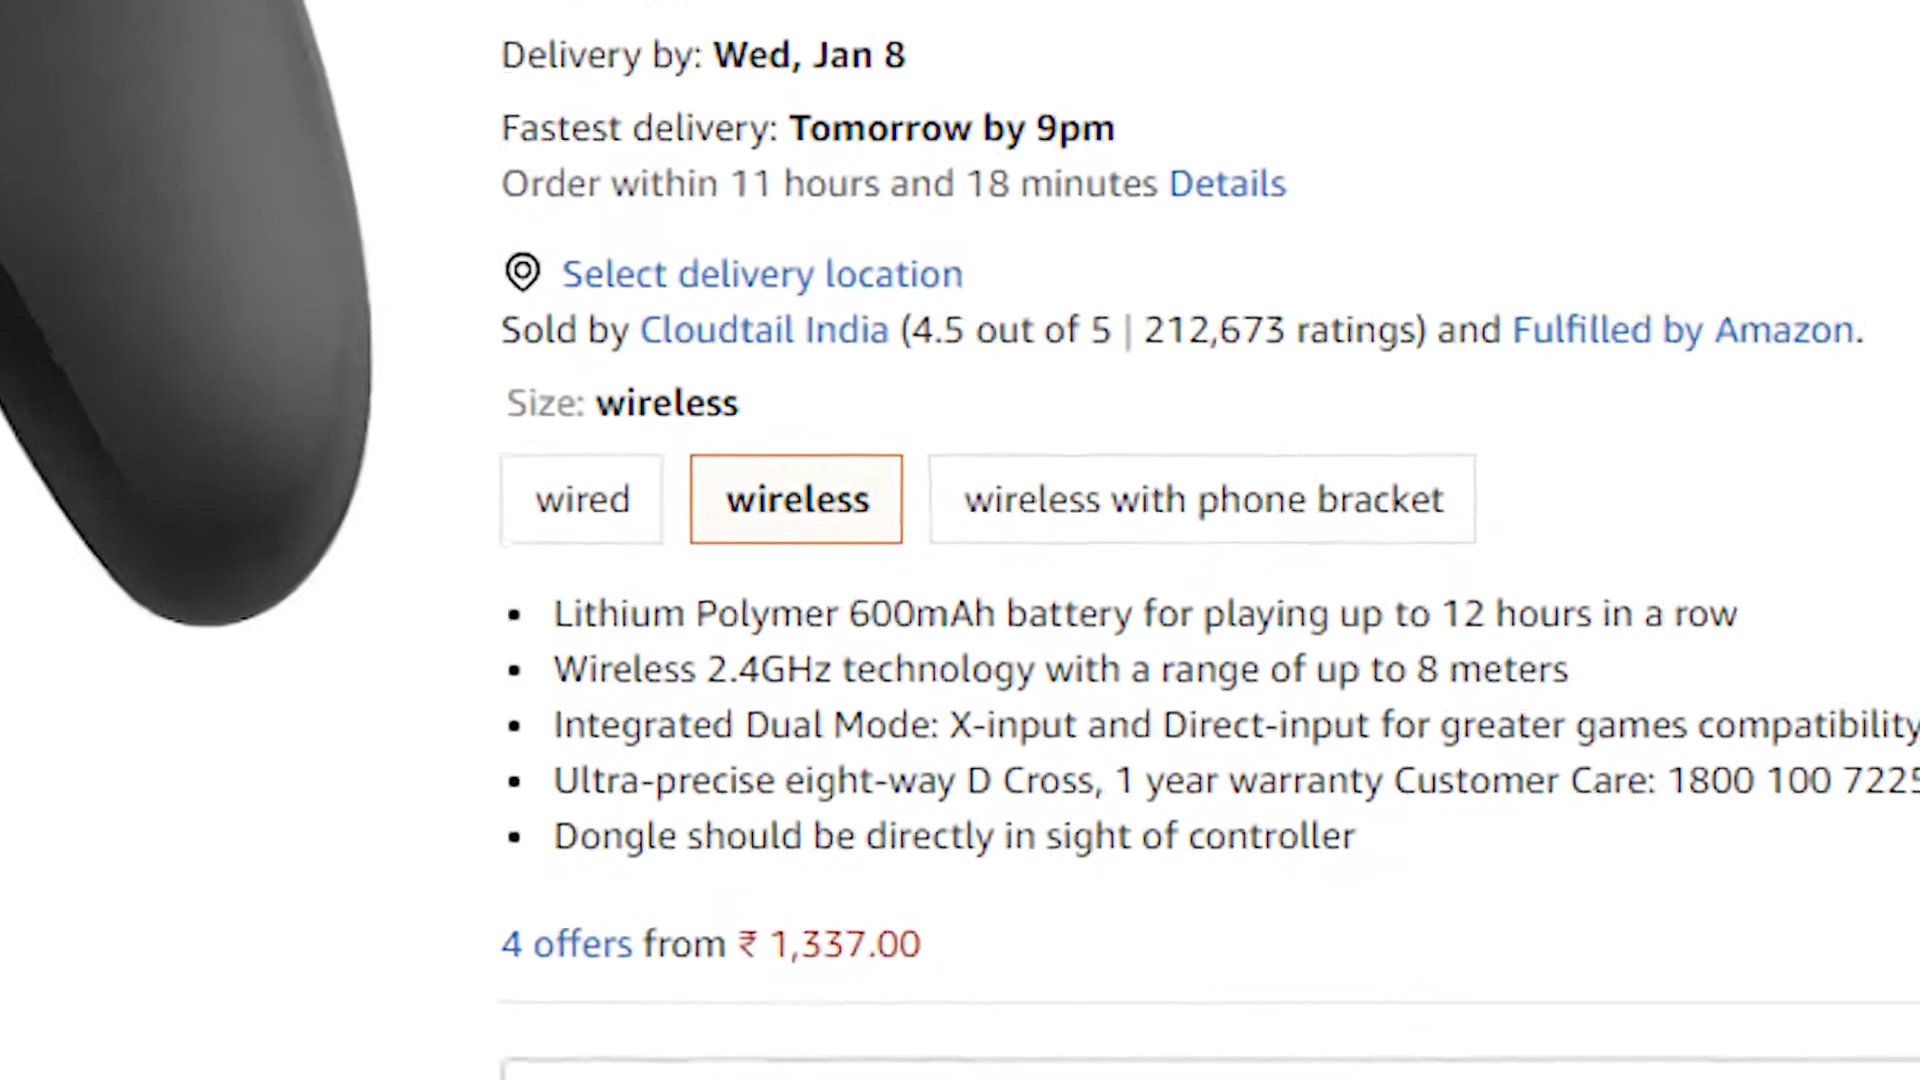 Delivery by: Wed, Jan 8
Fastest delivery: Tomorrow by 9pm
Order within 11 hours and 18 minutes Details
Select delivery location
Sold by Cloudtail India (4.5 out of 5 | 212,673 ratings) and Fulfilled by Amazon.
Size: wireless
wired wireless wireless with phone bracket
• Lithium Polymer 600mAh battery for playing up to 12 hours in a row
• Wireless 2.4GHz technology with a range of up to 8 meters
• Integrated Dual Mode: X-input and Direct-input for greater games compatibility
• Ultra-precise eight-way D Cross, 1 year warranty Customer Care: 1800 100 7225
• Dongle should be directly in sight of controller
4 offers from ₹ 1,337.00